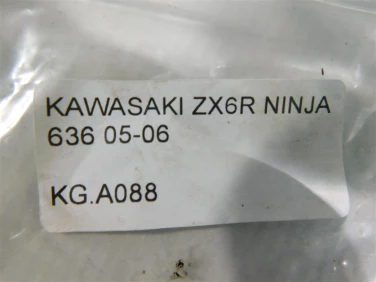 KAWASAKI ZX6R NINJA
636 05-06
KG.A088